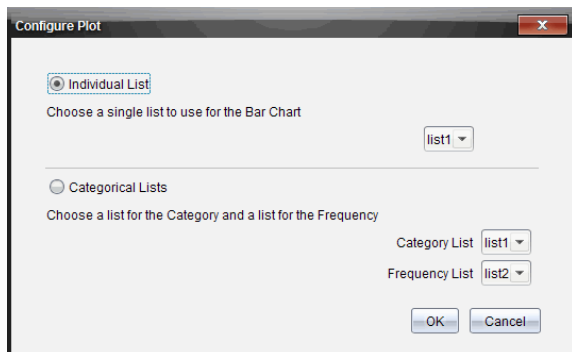 Configure Plot
Individual List
Choose a single list to use for the Bar Chart
list1
Categorical Lists
Choose a list for the Category and a list for the Frequency
Category List list1
Frequency List list2
OK Cancel